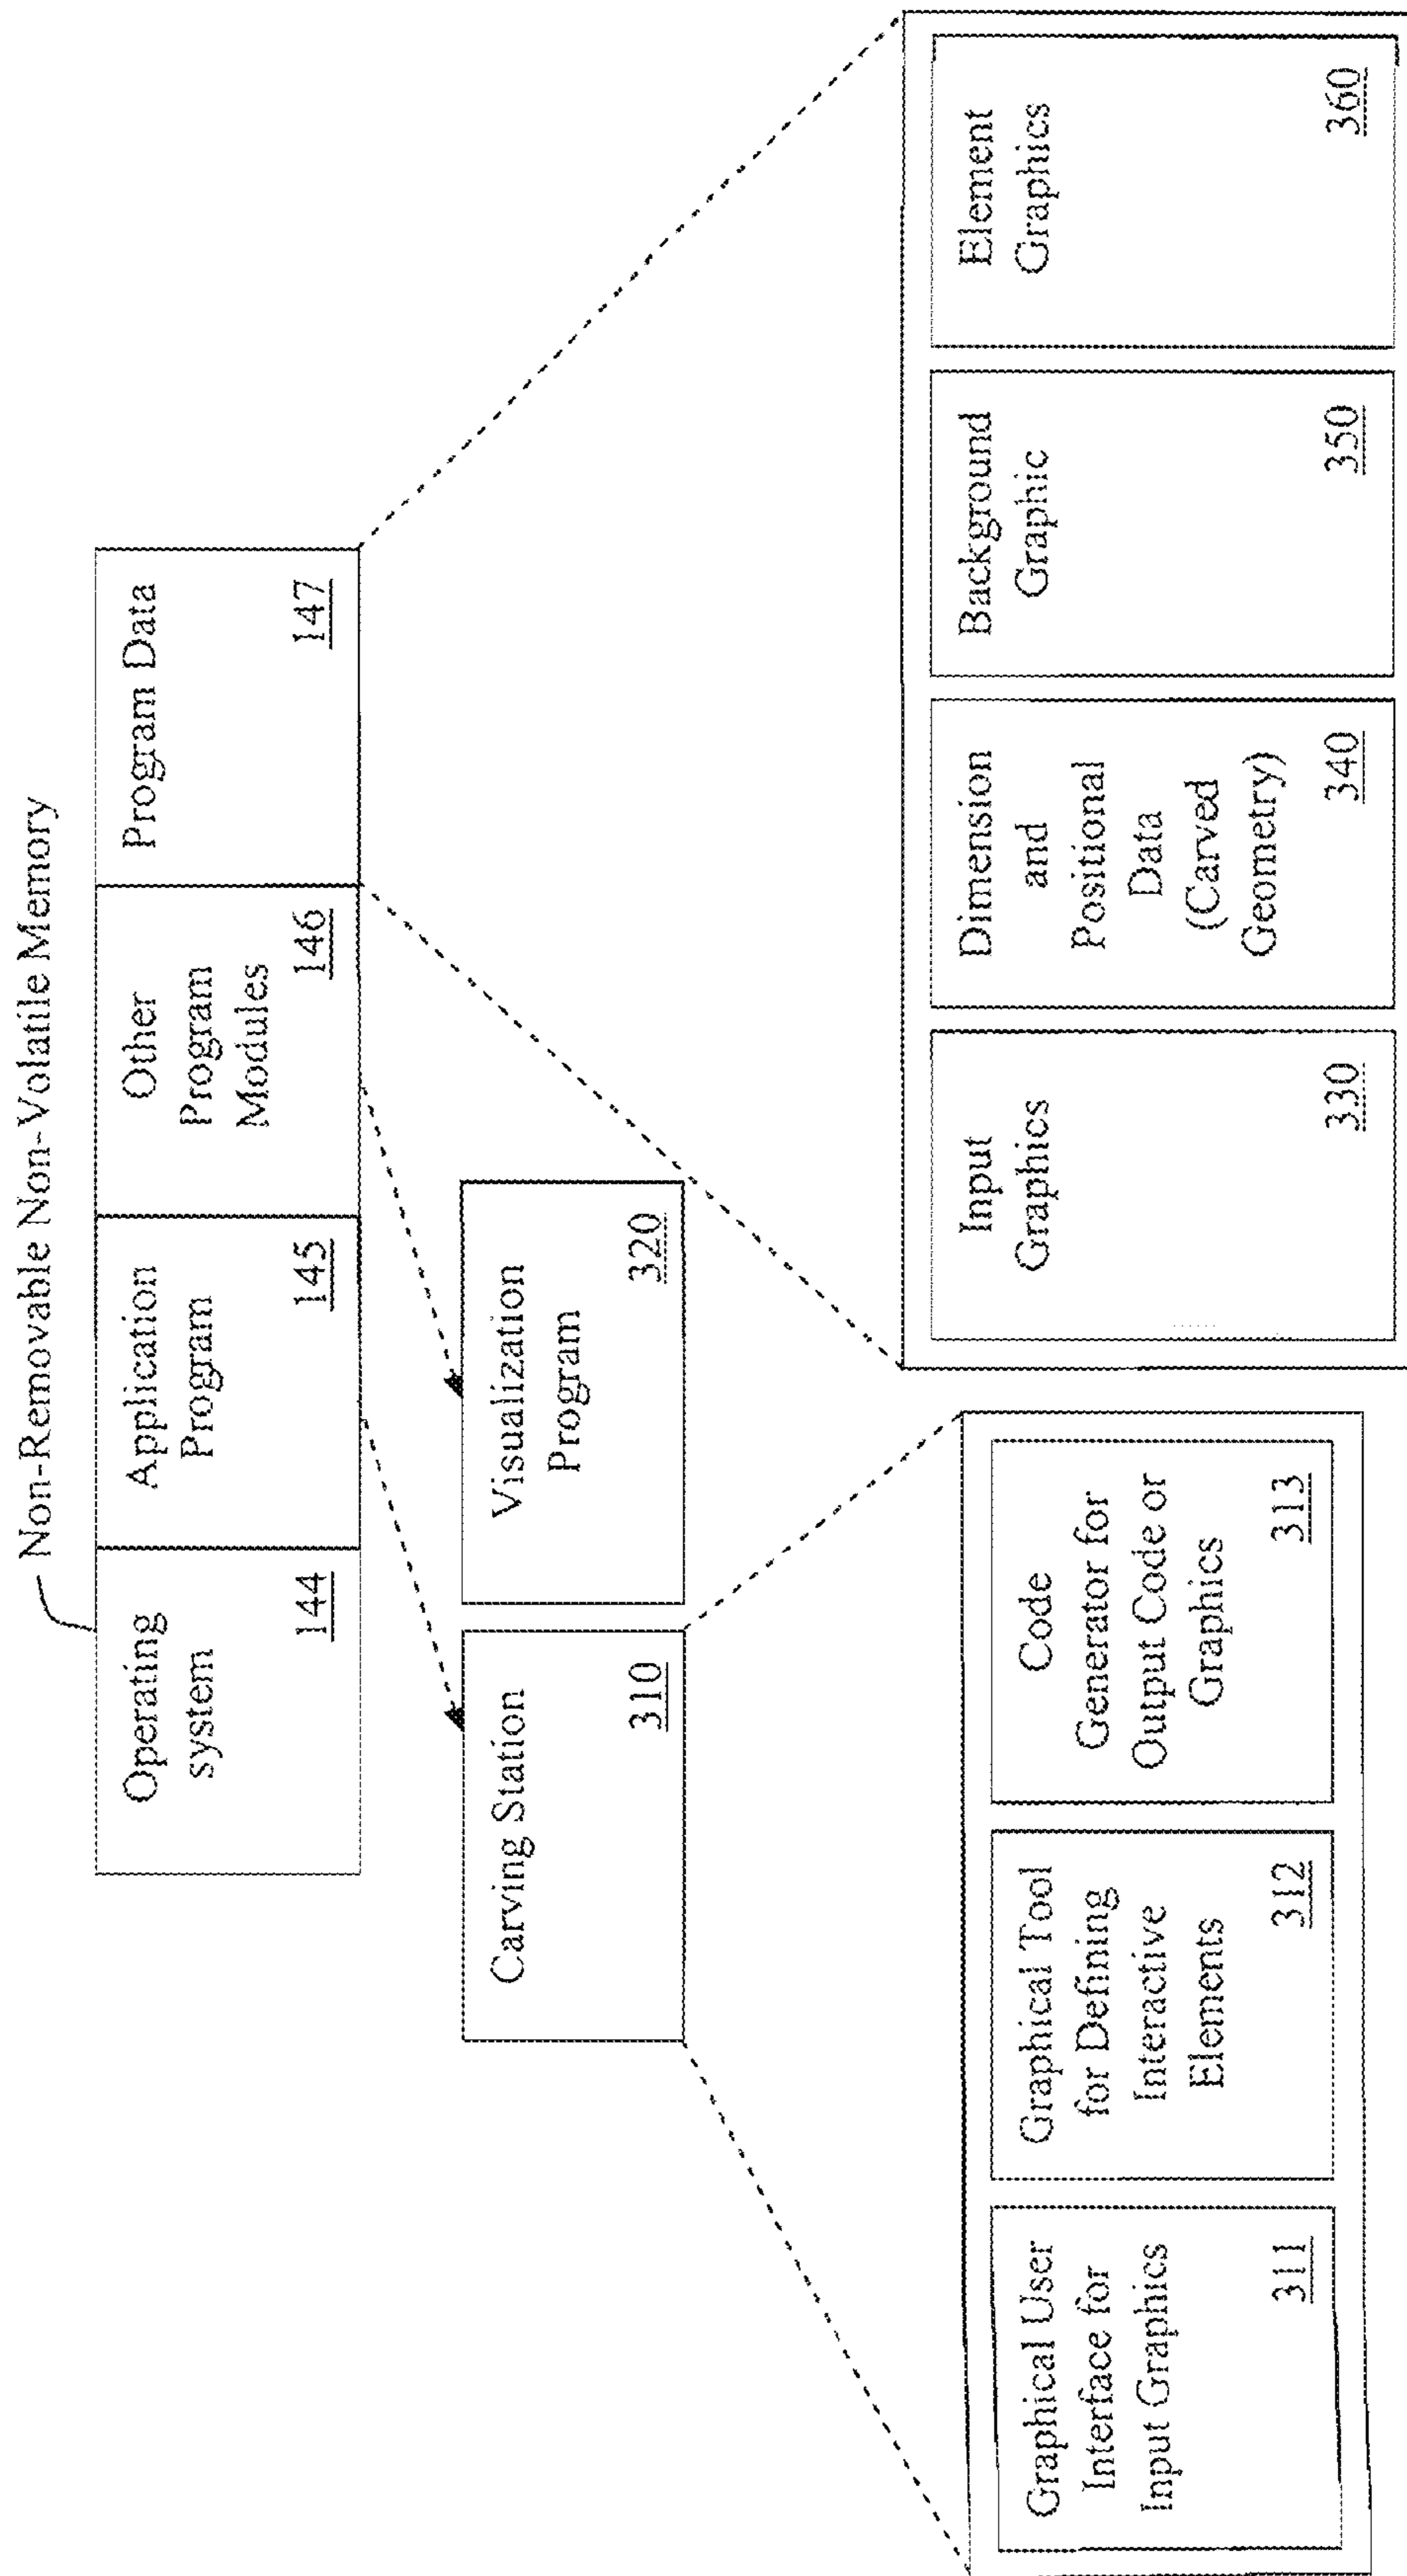 Non-Removable Non-Volatile Memory
Operating
system
144
Application
Program
145
Other
Program
Modules
146
Program Data
147
Carving Station
310
Visualization
Program
320
Graphical User
Interface for
Input Graphics
311
Graphical Tool
for Defining
Interactive
Elements
312
Code
Generator for
Output Code or
Graphics
313
Input
Graphics
330
Dimension
and
Positional
Data
(Carved
Geometry)
340
Background
Graphic
350
Element
Graphics
360